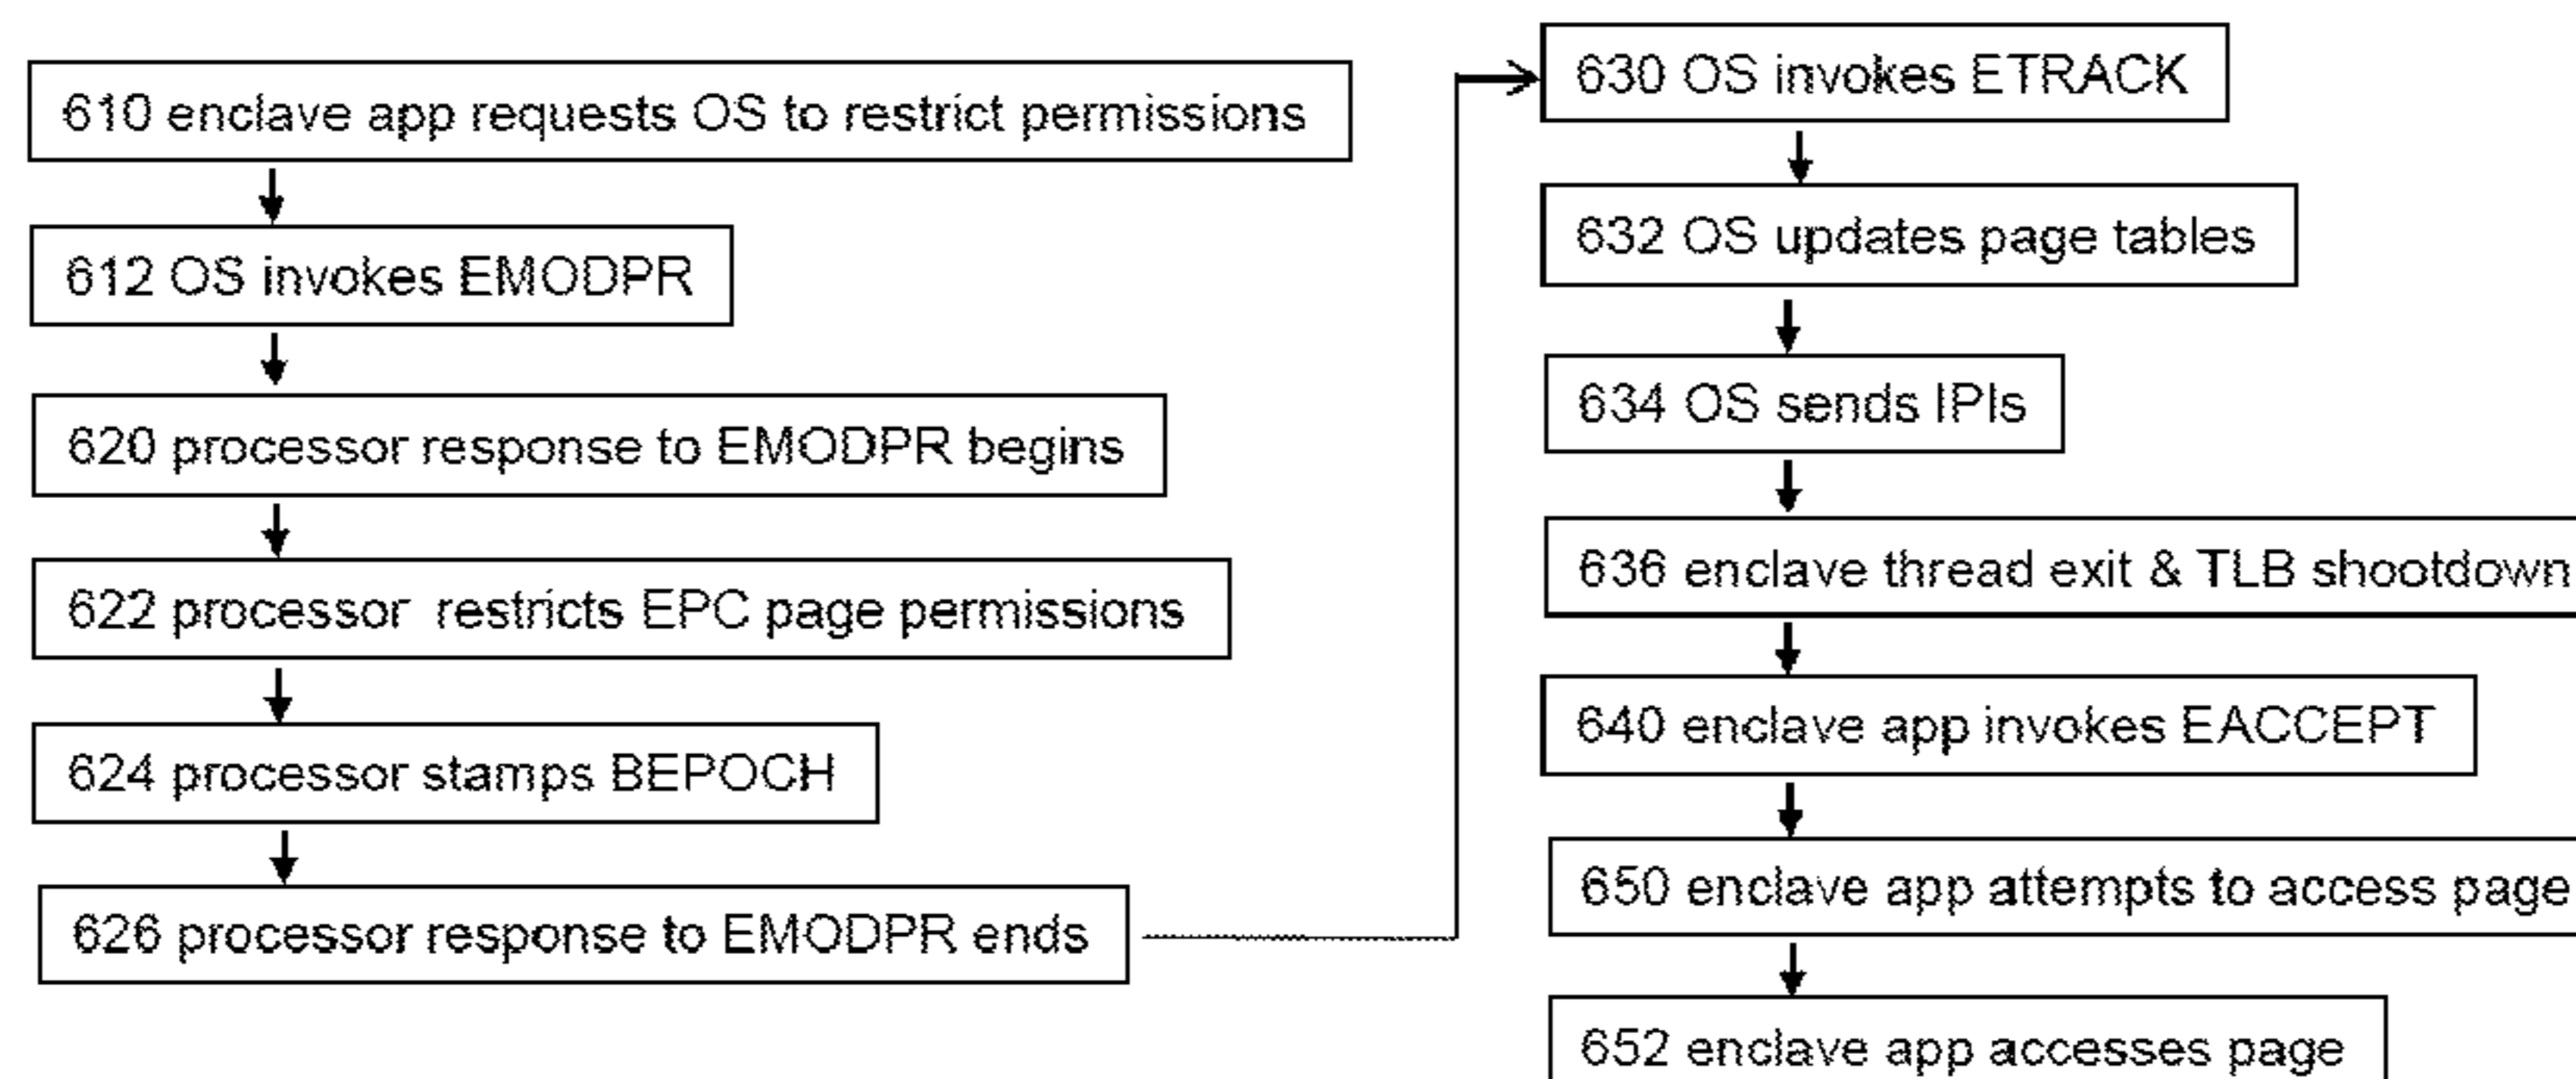 610 enclave app requests OS to restrict permissions
612 OS invokes EMODPR
620 processor response to EMODPR begins
622 processor restricts EPC page permissions
624 processor stamps BEPOCH
626 processor response to EMODPR ends
630 OS invokes ETRACK
632 OS updates page tables
634 OS sends IPIs
636 enclave thread exit & TLB shootdown
640 enclave app invokes EACCEPT
650 enclave app attempts to access page
652 enclave app accesses page